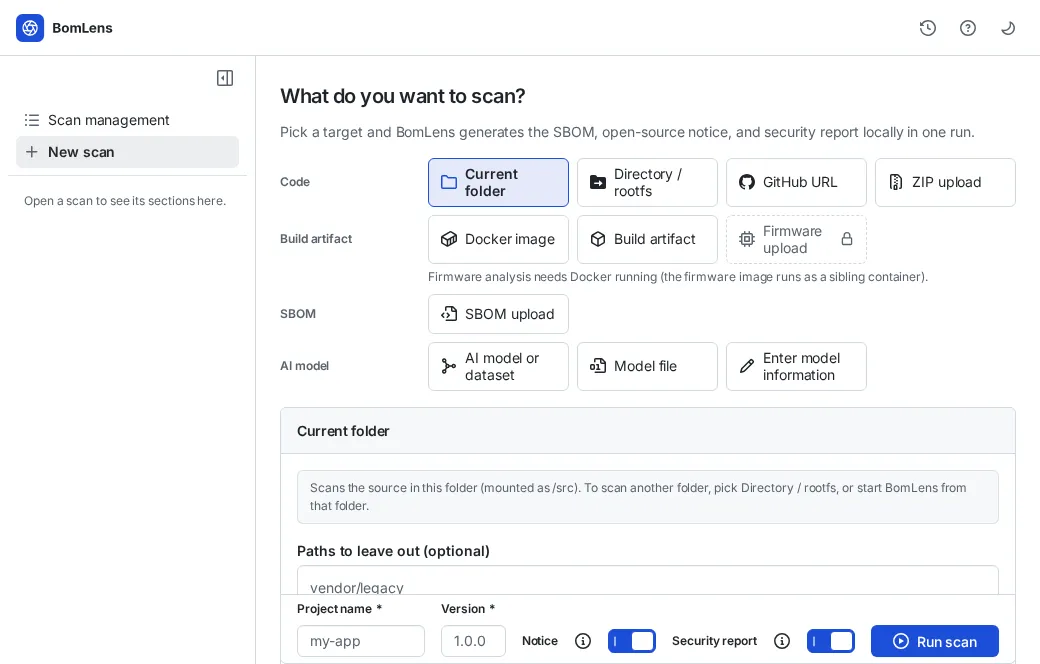 BomLens
Scan management
New scan
Open a scan to see its sections here.
What do you want to scan?
Pick a target and BomLens generates the SBOM, open-source notice, and security report locally in one run.
Code
Current
folder
Directory /
rootfs
GitHub URL
ZIP upload
Build artifact
Docker image
Build artifact
Firmware
upload
Firmware analysis needs Docker running (the firmware image runs as a sibling container).
SBOM
SBOM upload
AI model
AI model or
dataset
Model file
Enter model
information
Current folder
Scans the source in this folder (mounted as /src). To scan another folder, pick Directory / rootfs, or start BomLens from
that folder.
Paths to leave out (optional)
vendor/legacy
Project name *
Version *
my-app
1.0.0
Notice
Security report
Run scan